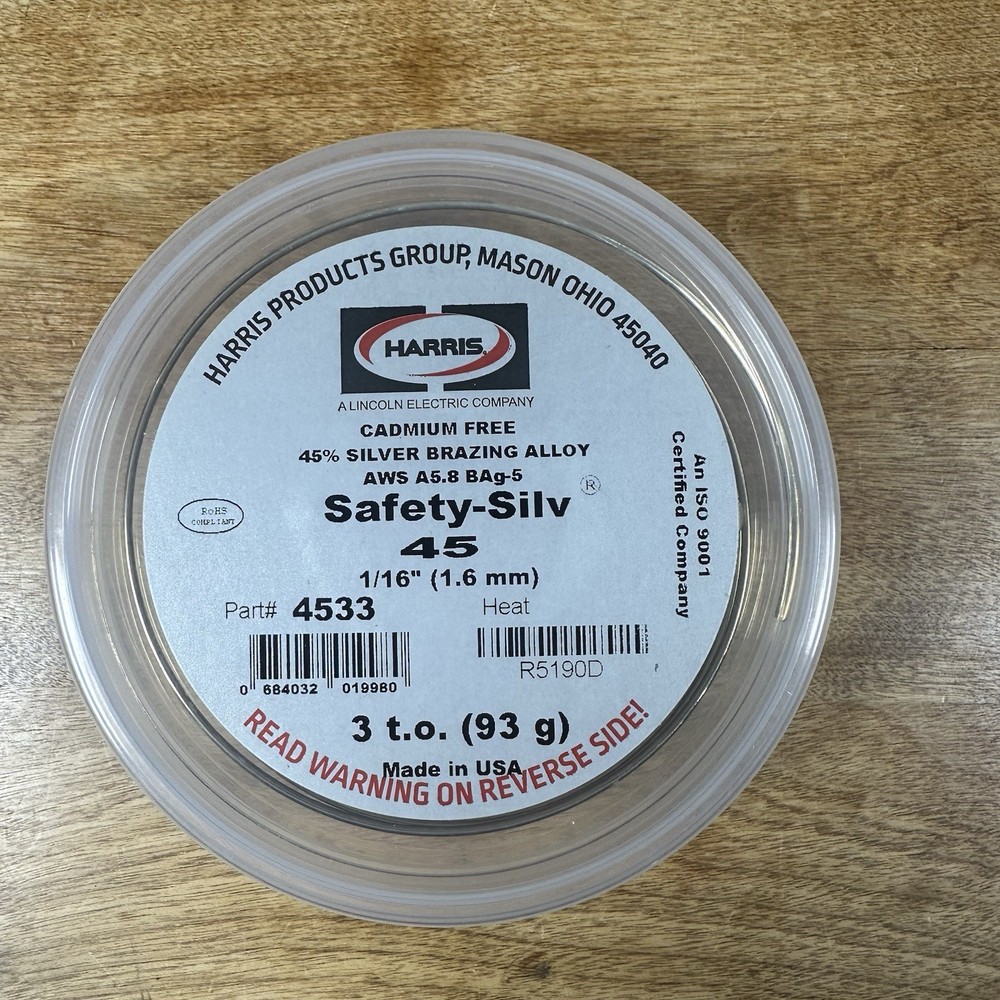 HARRIS PRODUCTS GROUP, MASON OHIO 45040
HARRIS®
A LINCOLN ELECTRIC COMPANY
CADMIUM FREE
45% SILVER BRAZING ALLOY
AWS A5.8 BAg-5
Safety-Silv ®
45
1/16" (1.6 mm)
RoHS
COMPLIANT
An ISO 9001
Certified Company
Part# 4533
Heat
0 684032 019980
R5190D
3 t.o. (93 g)
Made in USA
READ WARNING ON REVERSE SIDE!